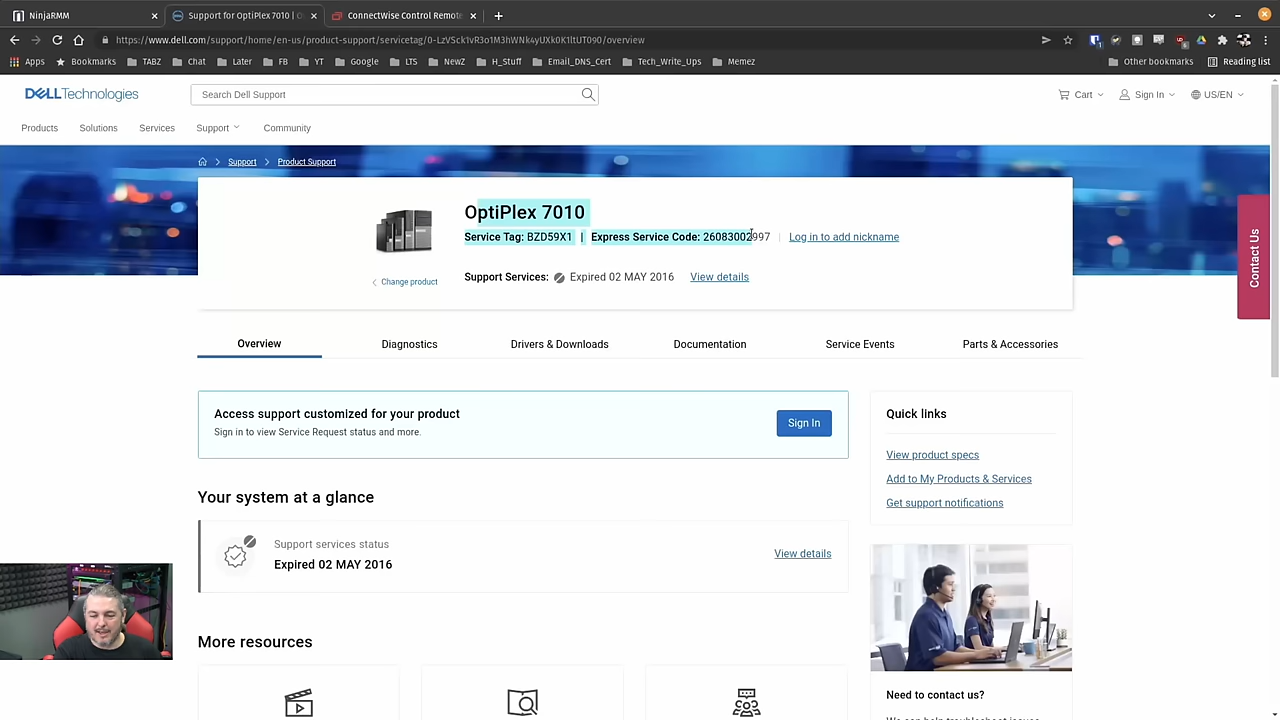 NinjaRMM
Support for OptiPlex 7010 | O
ConnectWise Control Remote
https://www.dell.com/support/home/en-us/product-support/servicetag/0-LzVSck1vR3o1M3hWNk4yUXk0K1ltUT090/overview
Apps
Bookmarks
TABZ
Chat
Later
FB
YT
Google
LTS
NewZ
H_Stuff
Email_DNS_Cert
Tech_Write_Ups
Memez
Other bookmarks
Reading list
DELLTechnologies
Search Dell Support
Cart
Sign In
US/EN
Products
Solutions
Services
Support
Community
Support
Product Support
OptiPlex 7010
Service Tag: BZD59X1 | Express Service Code: 26083002997 | Log in to add nickname
Support Services: Expired 02 MAY 2016 View details
Change product
Contact Us
Overview
Diagnostics
Drivers & Downloads
Documentation
Service Events
Parts & Accessories
Access support customized for your product
Sign in to view Service Request status and more.
Sign In
Quick links
View product specs
Add to My Products & Services
Get support notifications
Your system at a glance
Support services status
Expired 02 MAY 2016
View details
More resources
Need to contact us?